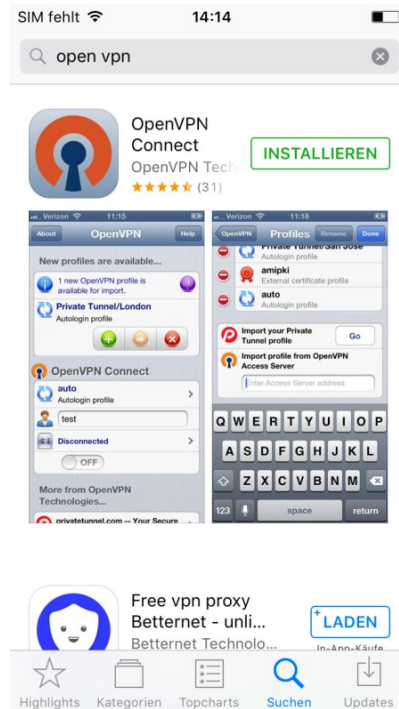 SIM fehlt 14:14
open vpn
OpenVPN
Connect
OpenVPN Tech
(31)
INSTALLIEREN
Verizon 11:15
About OpenVPN Help
New profiles are available...
1 new OpenVPN profile is
available for import.
Private Tunnel/London
Autologin profile
OpenVPN Connect
auto
Autologin profile
test
Disconnected
OFF
More from OpenVPN
Technologies...
privatetunnel.com -- Your Secure
Verizon 11:18
OpenVPN Profiles Rename Done
Private Tunnel/San Jose
Autologin profile
amipki
External certificate profile
auto
Autologin profile
Import your Private
Tunnel profile
Go
Import profile from OpenVPN
Access Server
Enter Access Server address
Q W E R T Y U I O P
A S D F G H J K L
Z X C V B N M
123 space return
Free vpn proxy
Betternet - unli...
Betternet Technolo...
+ LADEN
In-App-Käufe
Highlights Kategorien Topcharts Suchen Updates